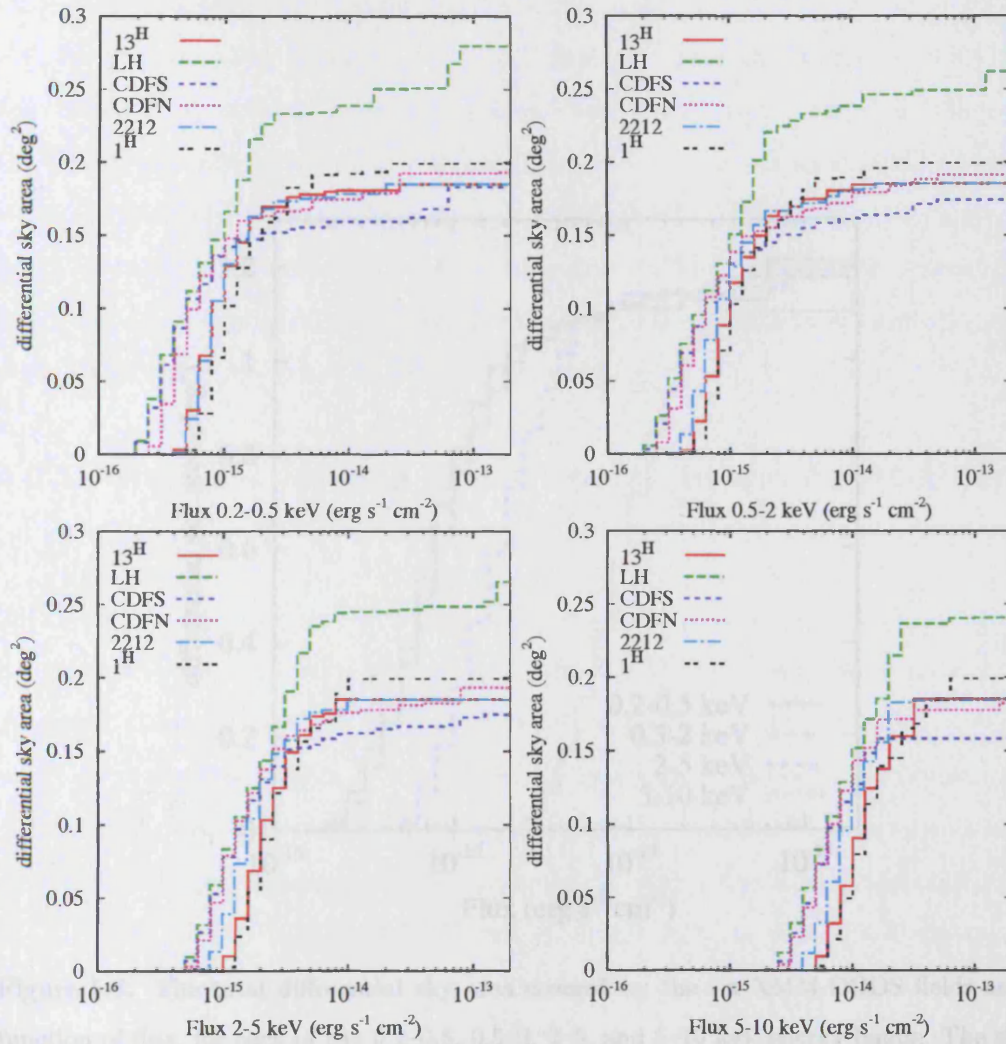 13^H
LH
CDFS
CDFN
2212
1^H
differential sky area (deg²)
0.3
0.25
0.2
0.15
0.1
0.05
0
10^-16
10^-15
10^-14
10^-13
Flux 0.2-0.5 keV (erg s⁻¹ cm⁻²)
13^H
LH
CDFS
CDFN
2212
1^H
differential sky area (deg²)
0.3
0.25
0.2
0.15
0.1
0.05
0
10^-16
10^-15
10^-14
10^-13
Flux 0.5-2 keV (erg s⁻¹ cm⁻²)
13^H
LH
CDFS
CDFN
2212
1^H
differential sky area (deg²)
0.3
0.25
0.2
0.15
0.1
0.05
0
10^-16
10^-15
10^-14
10^-13
Flux 2-5 keV (erg s⁻¹ cm⁻²)
13^H
LH
CDFS
CDFN
2212
1^H
differential sky area (deg²)
0.3
0.25
0.2
0.15
0.1
0.05
0
10^-16
10^-15
10^-14
10^-13
Flux 5-10 keV (erg s⁻¹ cm⁻²)